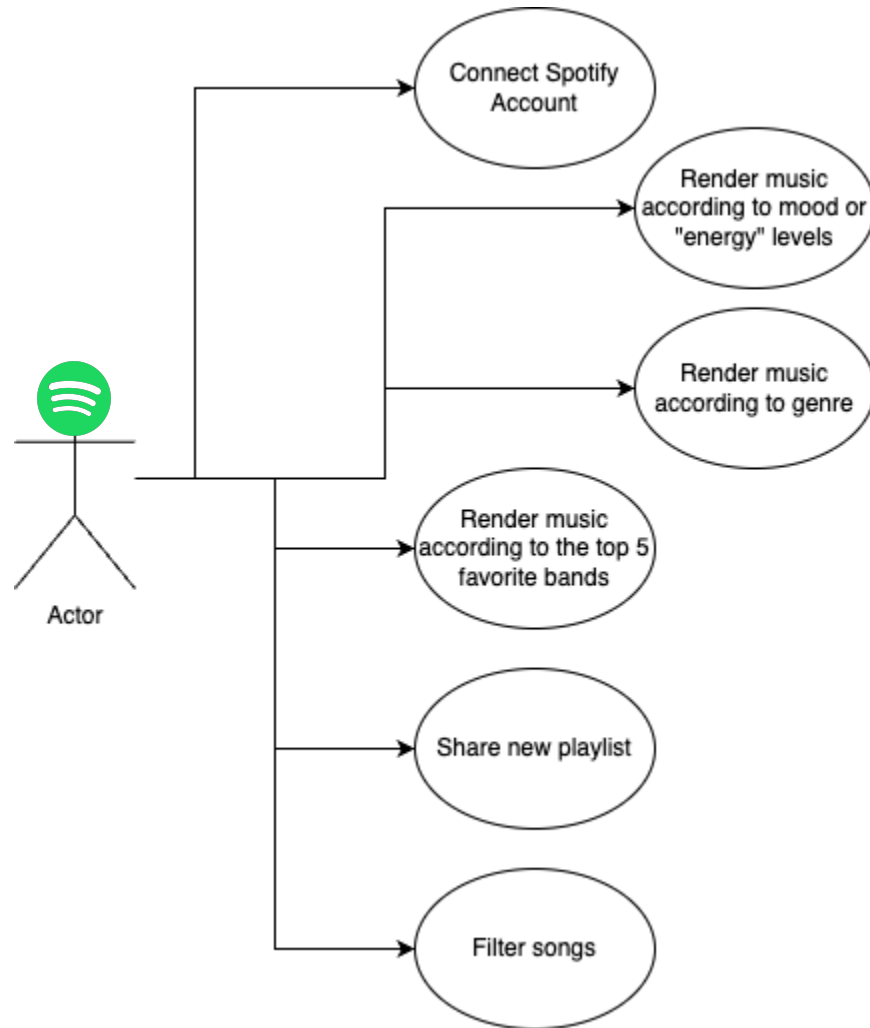 Connect Spotify
Account
Render music
according to mood or
"energy" levels
Render music
according to genre
Render music
according to the top 5
favorite bands
Actor
Share new playlist
Filter songs